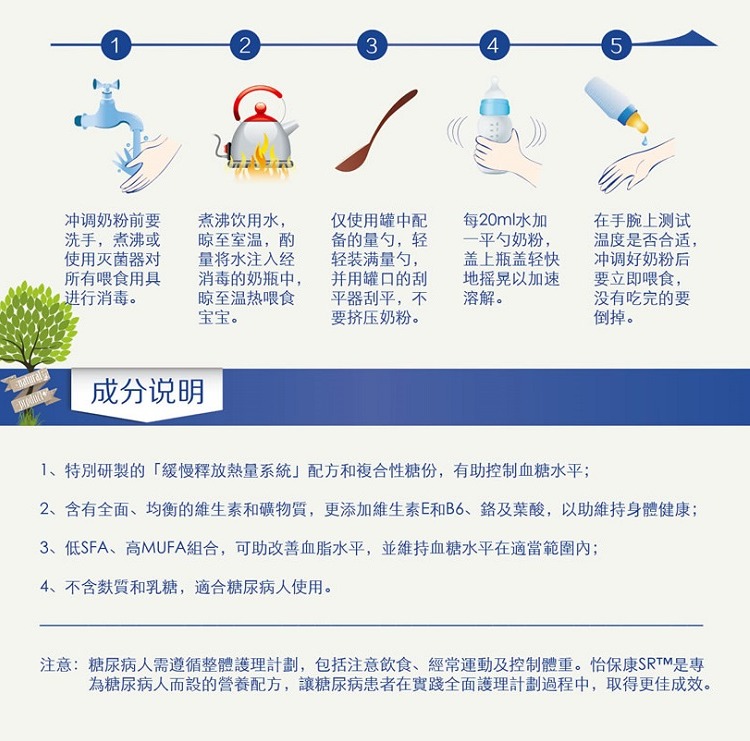 1
2
3
4
5
冲调奶粉前要
洗手，煮沸或
使用灭菌器对
所有喂食用具
进行消毒。
煮沸饮用水，
晾至室温，酌
量将水注入经
消毒的奶瓶中，
晾至温热喂食
宝宝。
仅使用罐中配
备的量勺，轻
轻装满量勺，
并用罐口的刮
平器刮平，不
要挤压奶粉。
每20ml水加
一平勺奶粉，
盖上瓶盖轻快
地摇晃以加速
溶解。
在手腕上测试
温度是否合适，
冲调好奶粉后
要立即喂食，
没有吃完的要
倒掉。
natural
product
成分说明
1、特別研製的「緩慢釋放熱量系統」配方和複合性糖份，有助控制血糖水平；
2、含有全面、均衡的維生素和礦物質，更添加維生素E和B6、鉻及葉酸，以助維持身體健康；
3、低SFA、高MUFA組合，可助改善血脂水平，並維持血糖水平在適當範圍內；
4、不含麩質和乳糖，適合糖尿病人使用。
注意：糖尿病人需遵循整體護理計劃，包括注意飲食、經常運動及控制體重。怡保康SR™是專
為糖尿病人而設的營養配方，讓糖尿病患者在實踐全面護理計劃過程中，取得更佳成效。